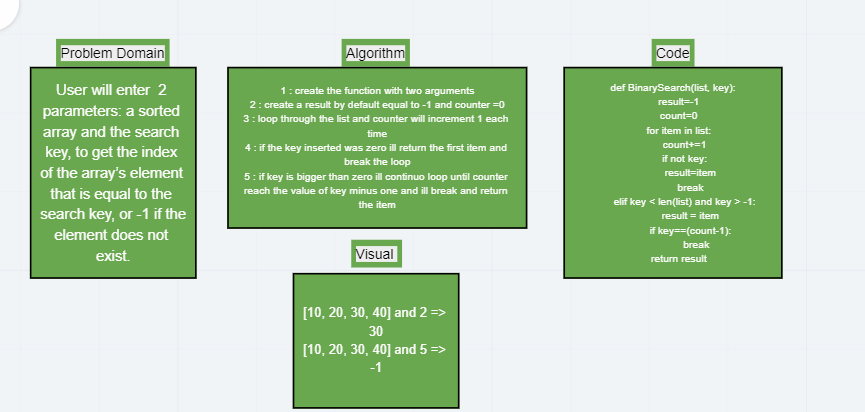 Problem Domain
User will enter 2
parameters: a sorted
array and the search
key, to get the index
of the array's element
that is equal to the
search key, or -1 if the
element does not
exist.
Algorithm
1 : create the function with two arguments
2 : create a result by default equal to -1 and counter =0
3 : loop through the list and counter will increment 1 each
time
4 : if the key inserted was zero ill return the first item and
break the loop
5 : if key is bigger than zero ill continuo loop until counter
reach the value of key minus one and ill break and return
the item
Visual
[10, 20, 30, 40] and 2 =>
30
[10, 20, 30, 40] and 5 =>
-1
Code
def BinarySearch(list, key):
result=-1
count=0
for item in list:
count+=1
if not key:
result=item
break
elif key < len(list) and key > -1:
result = item
if key==(count-1):
break
return result